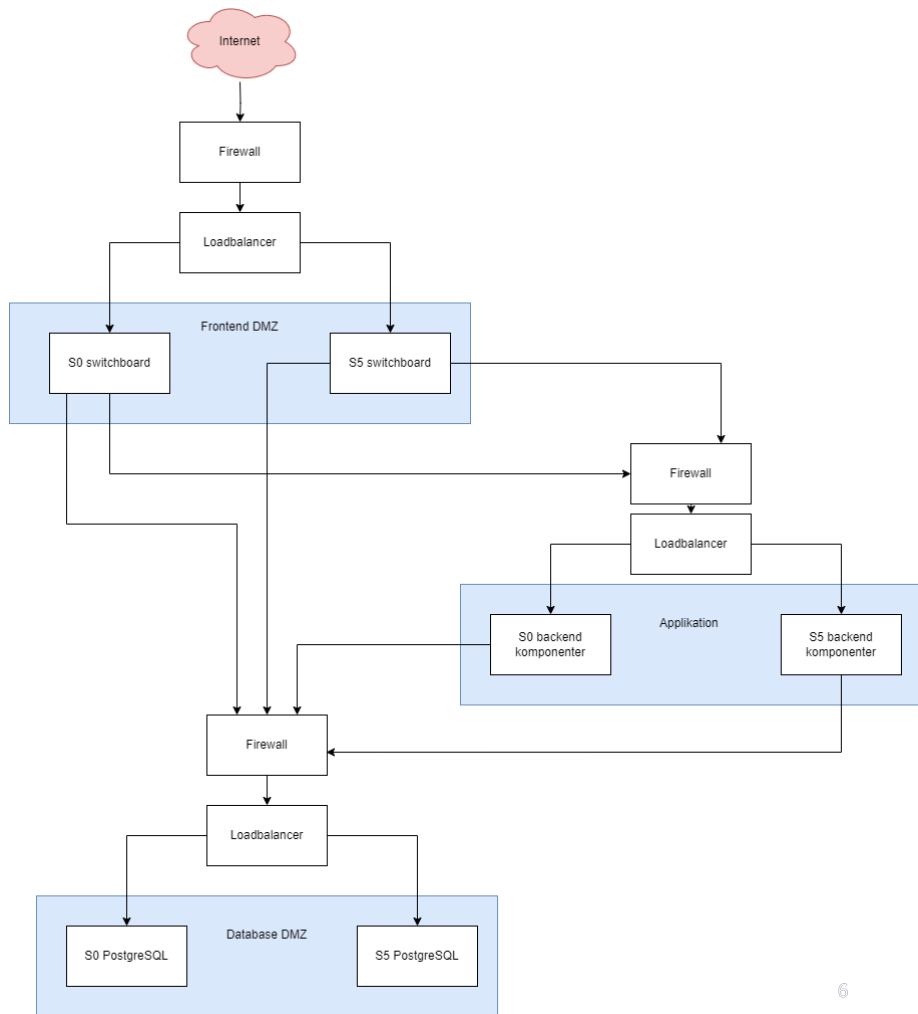 Internet
Firewall
Loadbalancer
Frontend DMZ
S0 switchboard
S5 switchboard
Firewall
Loadbalancer
Applikation
S0 backend
komponenter
S5 backend
komponenter
Firewall
Loadbalancer
Database DMZ
S0 PostgreSQL
S5 PostgreSQL
6